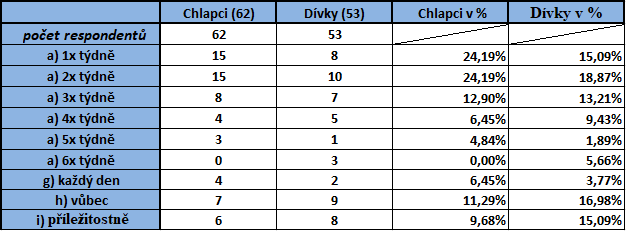 Chlapci (62) Dívky (53) Chlapci v % Dívky v %
počet respondentů 62 53
a) 1x týdně 15 8 24,19% 15,09%
a) 2x týdně 15 10 24,19% 18,87%
a) 3x týdně 8 7 12,90% 13,21%
a) 4x týdně 4 5 6,45% 9,43%
a) 5x týdně 3 1 4,84% 1,89%
a) 6x týdně 0 3 0,00% 5,66%
g) každý den 4 2 6,45% 3,77%
h) vůbec 7 9 11,29% 16,98%
i) příležitostně 6 8 9,68% 15,09%